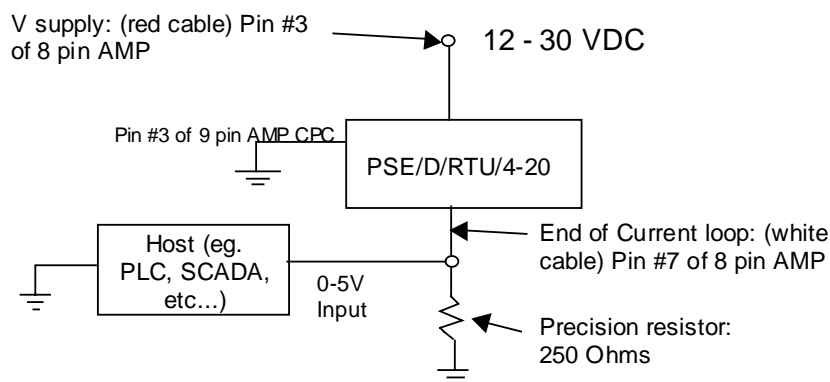 V supply: (red cable) Pin #3
of 8 pin AMP
12 - 30 VDC
Pin #3 of 9 pin AMP CPC
PSE/D/RTU/4-20
Host (eg.
PLC, SCADA,
etc...)
0-5V
Input
End of Current loop: (white
cable) Pin #7 of 8 pin AMP
Precision resistor:
250 Ohms